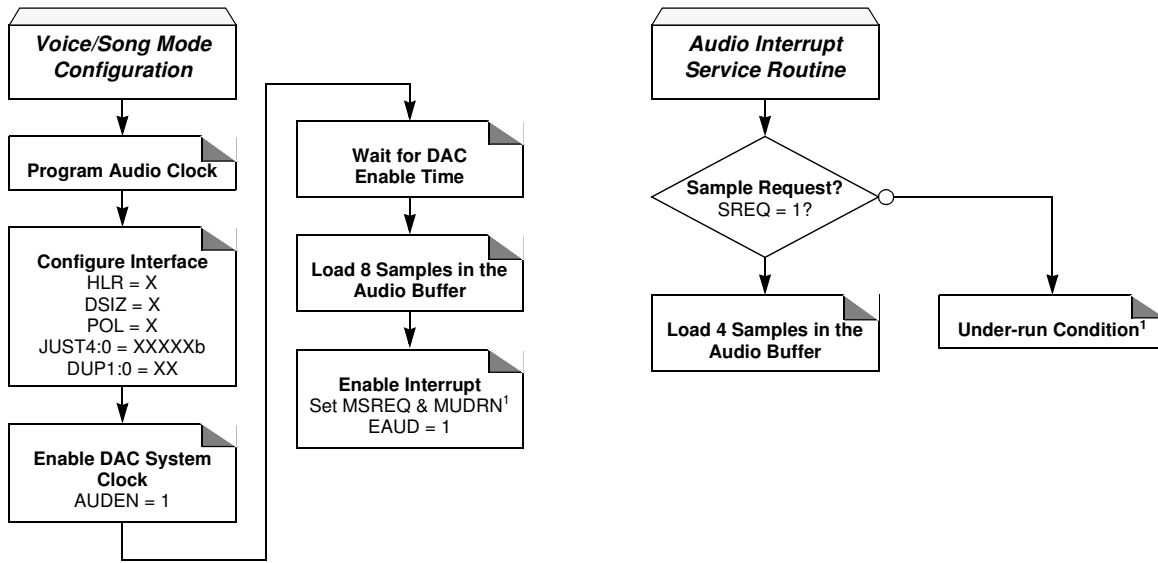 Voice/Song Mode
Configuration
Program Audio Clock
Configure Interface
HLR = X
DSIZ = X
POL = X
JUST4:0 = XXXXXb
DUP1:0 = XX
Enable DAC System
Clock
AUDEN = 1
Wait for DAC
Enable Time
Load 8 Samples in the
Audio Buffer
Enable Interrupt
Set MSREQ & MUDRN¹
EAUD = 1
Audio Interrupt
Service Routine
Sample Request?
SREQ = 1?
Load 4 Samples in the
Audio Buffer
Under-run Condition¹